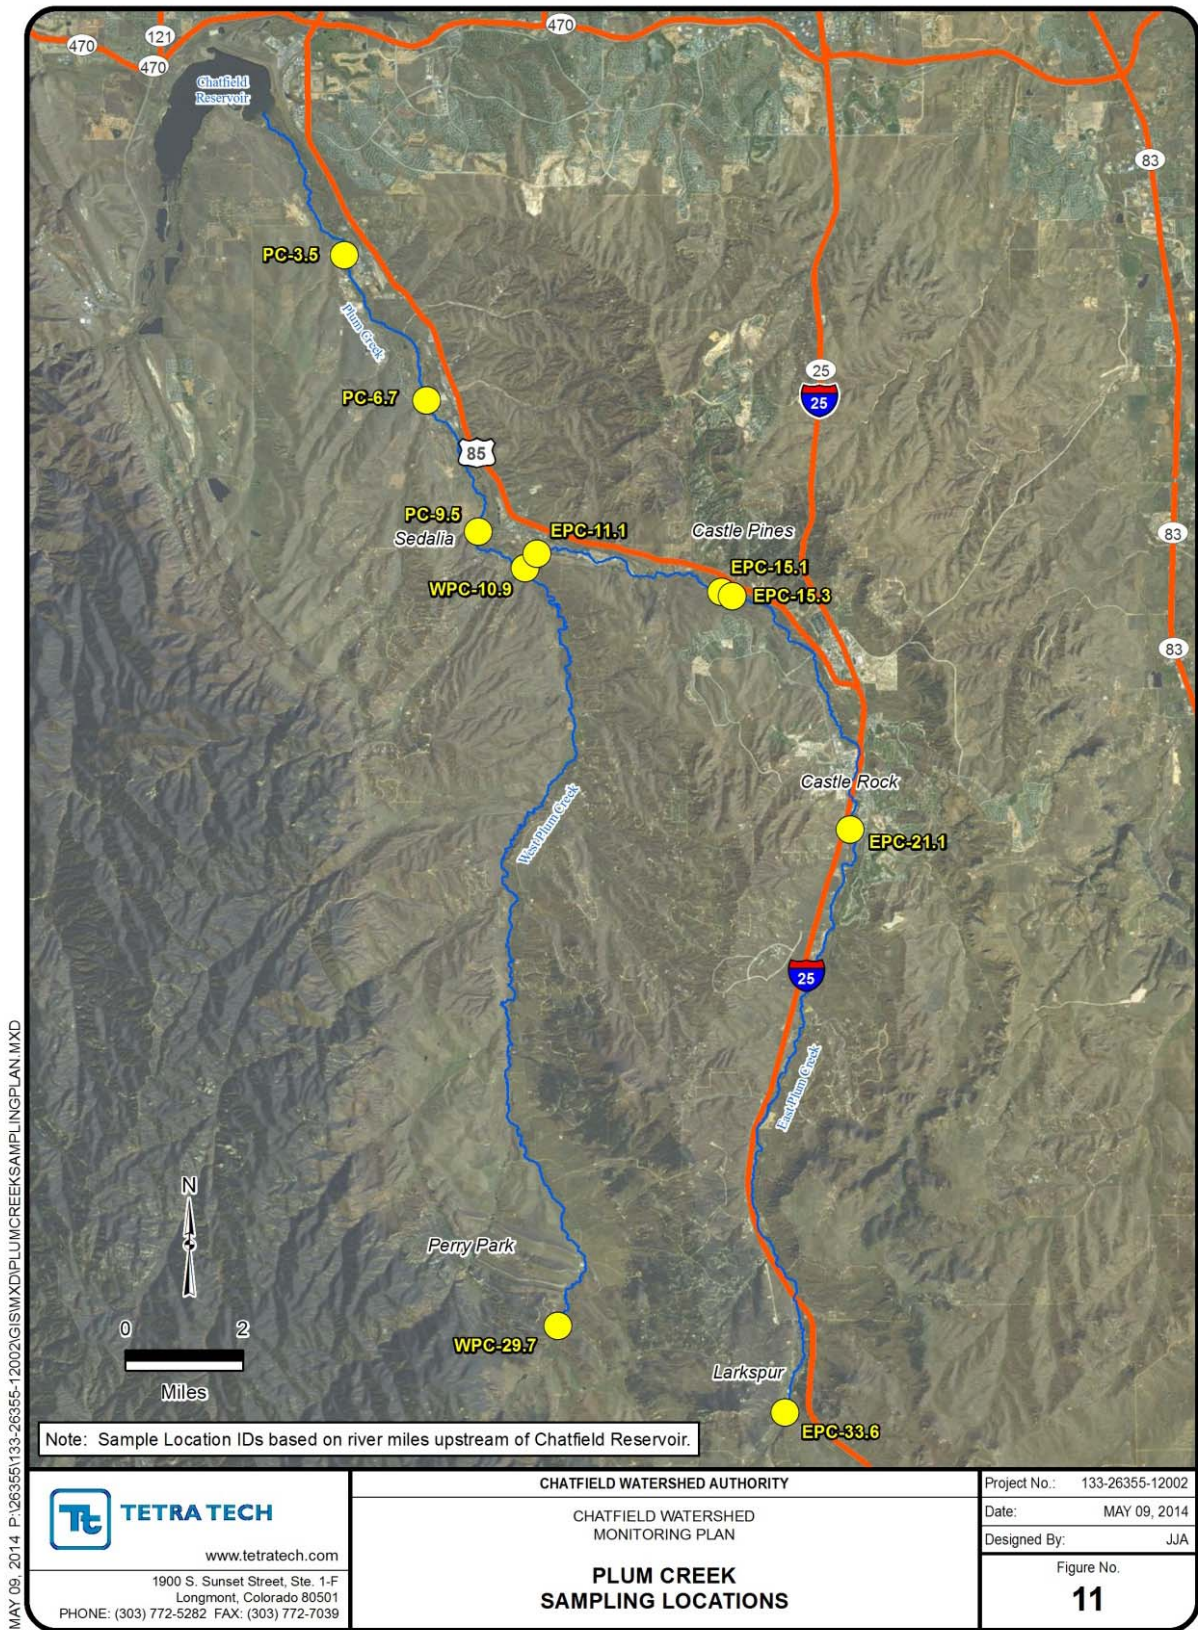 470
121
470
470
Chatfield
Reservoir
83
PC-3.5
Plum Creek
25
25
PC-6.7
85
PC-9.5
Sedalia
EPC-11.1
Castle Pines
83
WPC-10.9
EPC-15.1
EPC-15.3
83
Castle Rock
West Plum Creek
EPC-21.1
25
East Plum Creek
N
Perry Park
0 2
Miles
WPC-29.7
Larkspur
EPC-33.6
Note: Sample Location IDs based on river miles upstream of Chatfield Reservoir.
MAY 09, 2014 P:\26355\133-26355-12002\GIS\MXD\PLUMCREEKSAMPLINGPLAN.MXD
Tt TETRA TECH
www.tetratech.com
1900 S. Sunset Street, Ste. 1-F
Longmont, Colorado 80501
PHONE: (303) 772-5282 FAX: (303) 772-7039
CHATFIELD WATERSHED AUTHORITY
CHATFIELD WATERSHED
MONITORING PLAN
PLUM CREEK
SAMPLING LOCATIONS
Project No.: 133-26355-12002
Date: MAY 09, 2014
Designed By: JJA
Figure No.
11